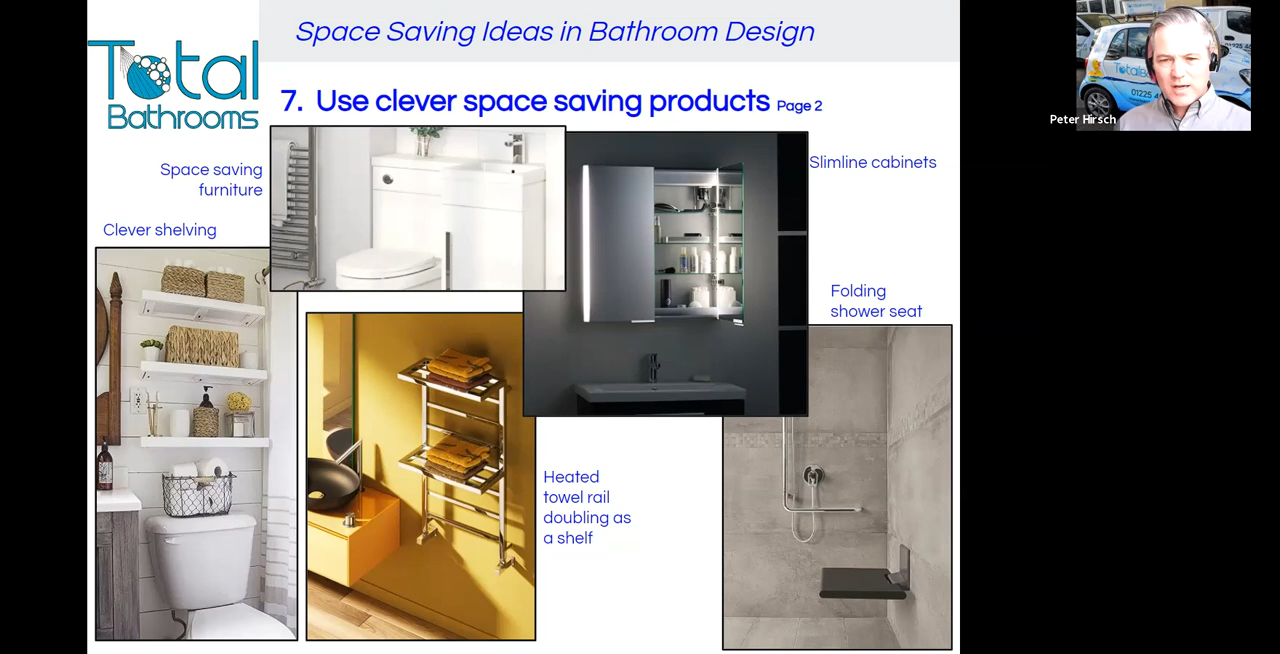 Space Saving Ideas in Bathroom Design
Total
Bathrooms
7. Use clever space saving products Page 2
Peter Hirsch
Space saving
furniture
Slimline cabinets
Clever shelving
Folding
shower seat
Heated
towel rail
doubling as
a shelf
01225